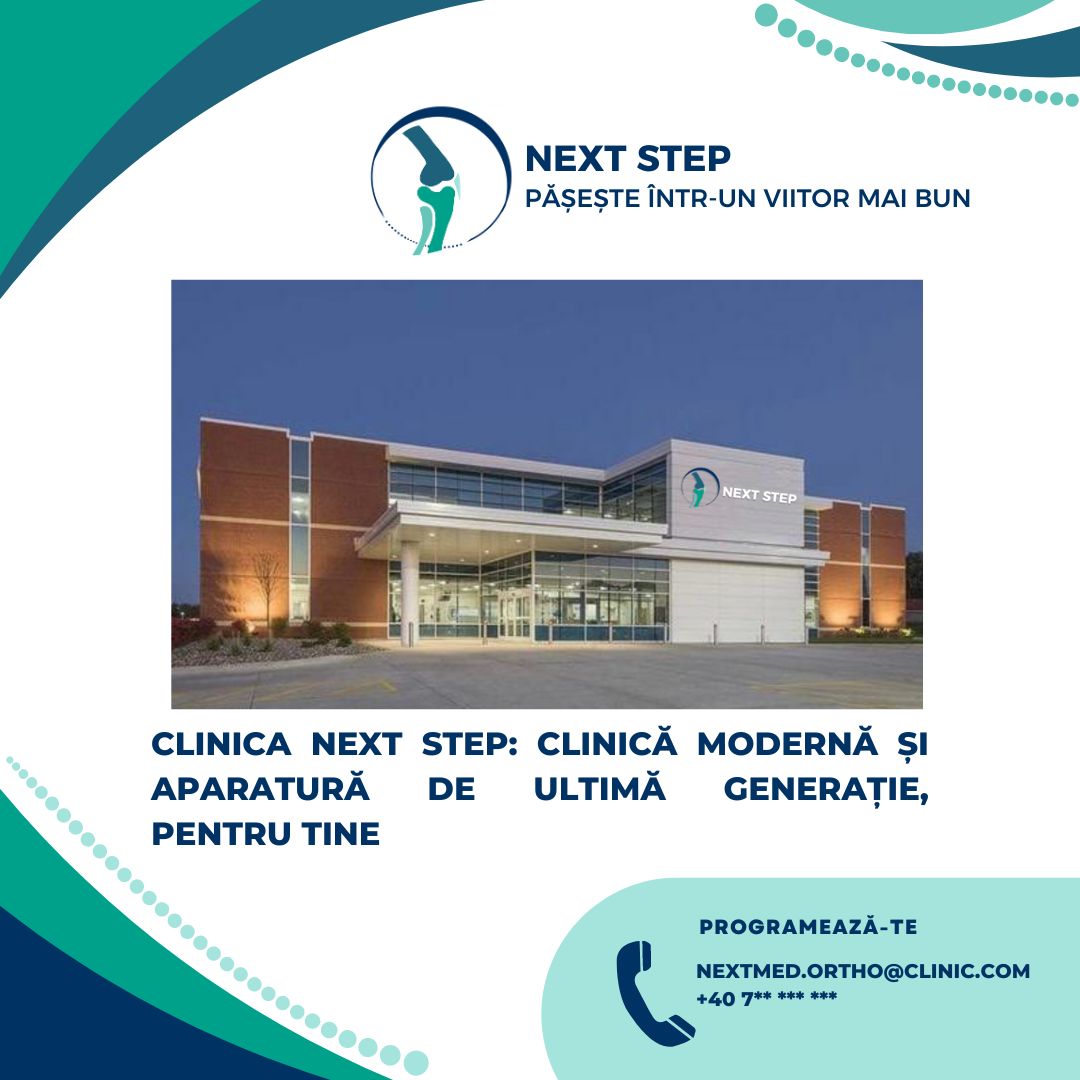 NEXT STEP
PĂȘEȘTE ÎNTR-UN VIITOR MAI BUN
NEXT STEP
CLINICA NEXT STEP: CLINICĂ MODERNĂ ȘI
APARATURĂ DE ULTIMĂ GENERAȚIE,
PENTRU TINE
PROGRAMEAZĂ-TE
NEXTMED.ORTHO@CLINIC.COM
+40 7** *** ***